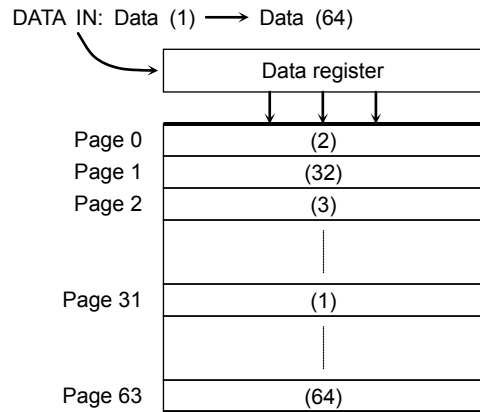 DATA IN: Data (1) Data (64)
Data register
Page 0 (2)
Page 1 (32)
Page 2 (3)
Page 31 (1)
Page 63 (64)